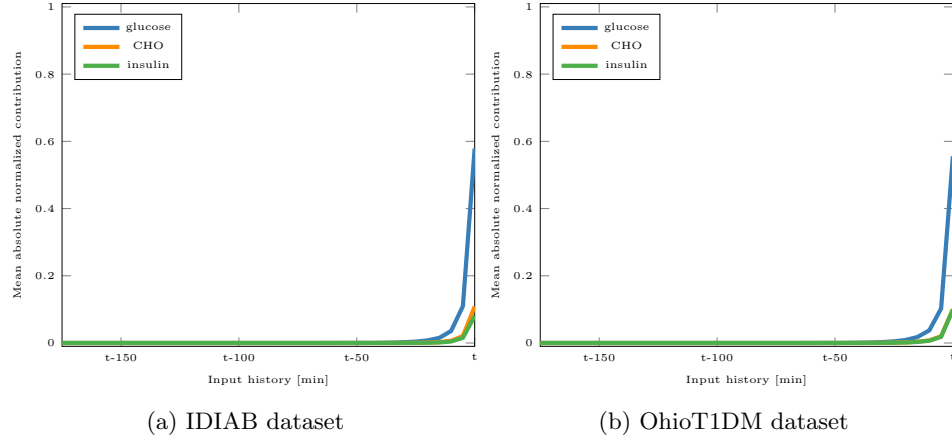 Mean absolute normalized contribution
1
0.8
0.6
0.4
0.2
0
glucose
CHO
insulin
t-150
t-100
t-50
t
Input history [min]
(a) IDIAB dataset
Mean absolute normalized contribution
1
0.8
0.6
0.4
0.2
0
glucose
CHO
insulin
t-150
t-100
t-50
t
Input history [min]
(b) OhioT1DM dataset